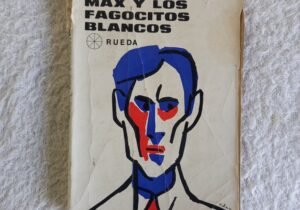 MAX Y LOS
FAGOCITOS
BLANCOS
RUEDA